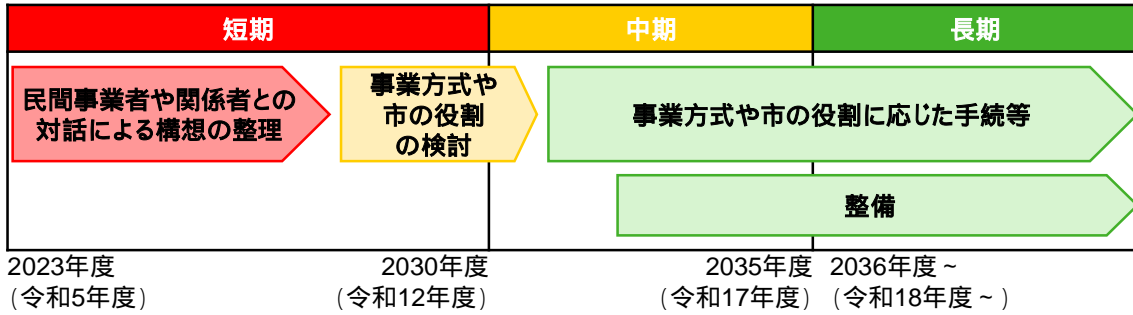 短期
中期
長期
民間事業者や関係者との
対話による構想の整理
事業方式や
市の役割
の検討
事業方式や市の役割に応じた手続等
整備
2023年度
(令和5年度)
2030年度
(令和12年度)
2035年度
(令和17年度)
2036年度~
(令和18年度~)